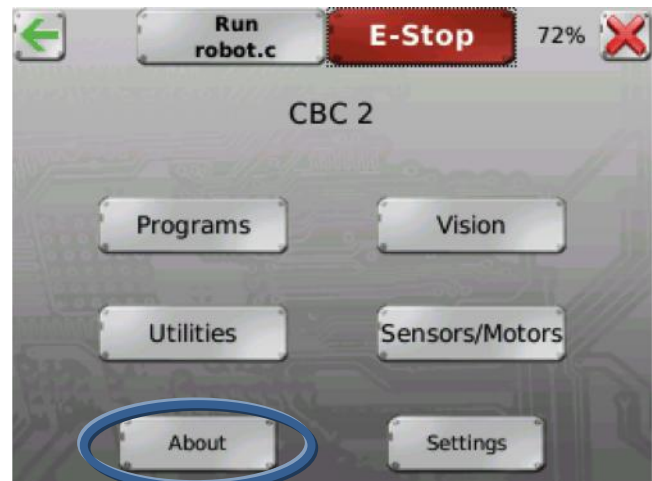 Run
robot.c
E-Stop
72%
CBC 2
Programs
Vision
Utilities
Sensors/Motors
About
Settings